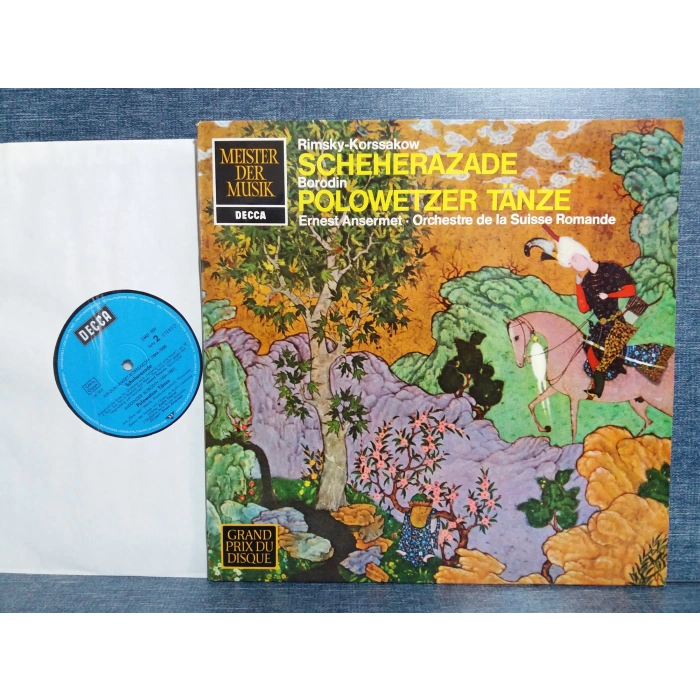 MEISTER
DER
MUSIK
DECCA
Rimsky-Korssakow
SCHEHERAZADE
Borodin
POLOWETZER TÄNZE
Ernest Ansermet · Orchestre de la Suisse Romande
GRAND
PRIX DU
DISQUE
DECCA
2